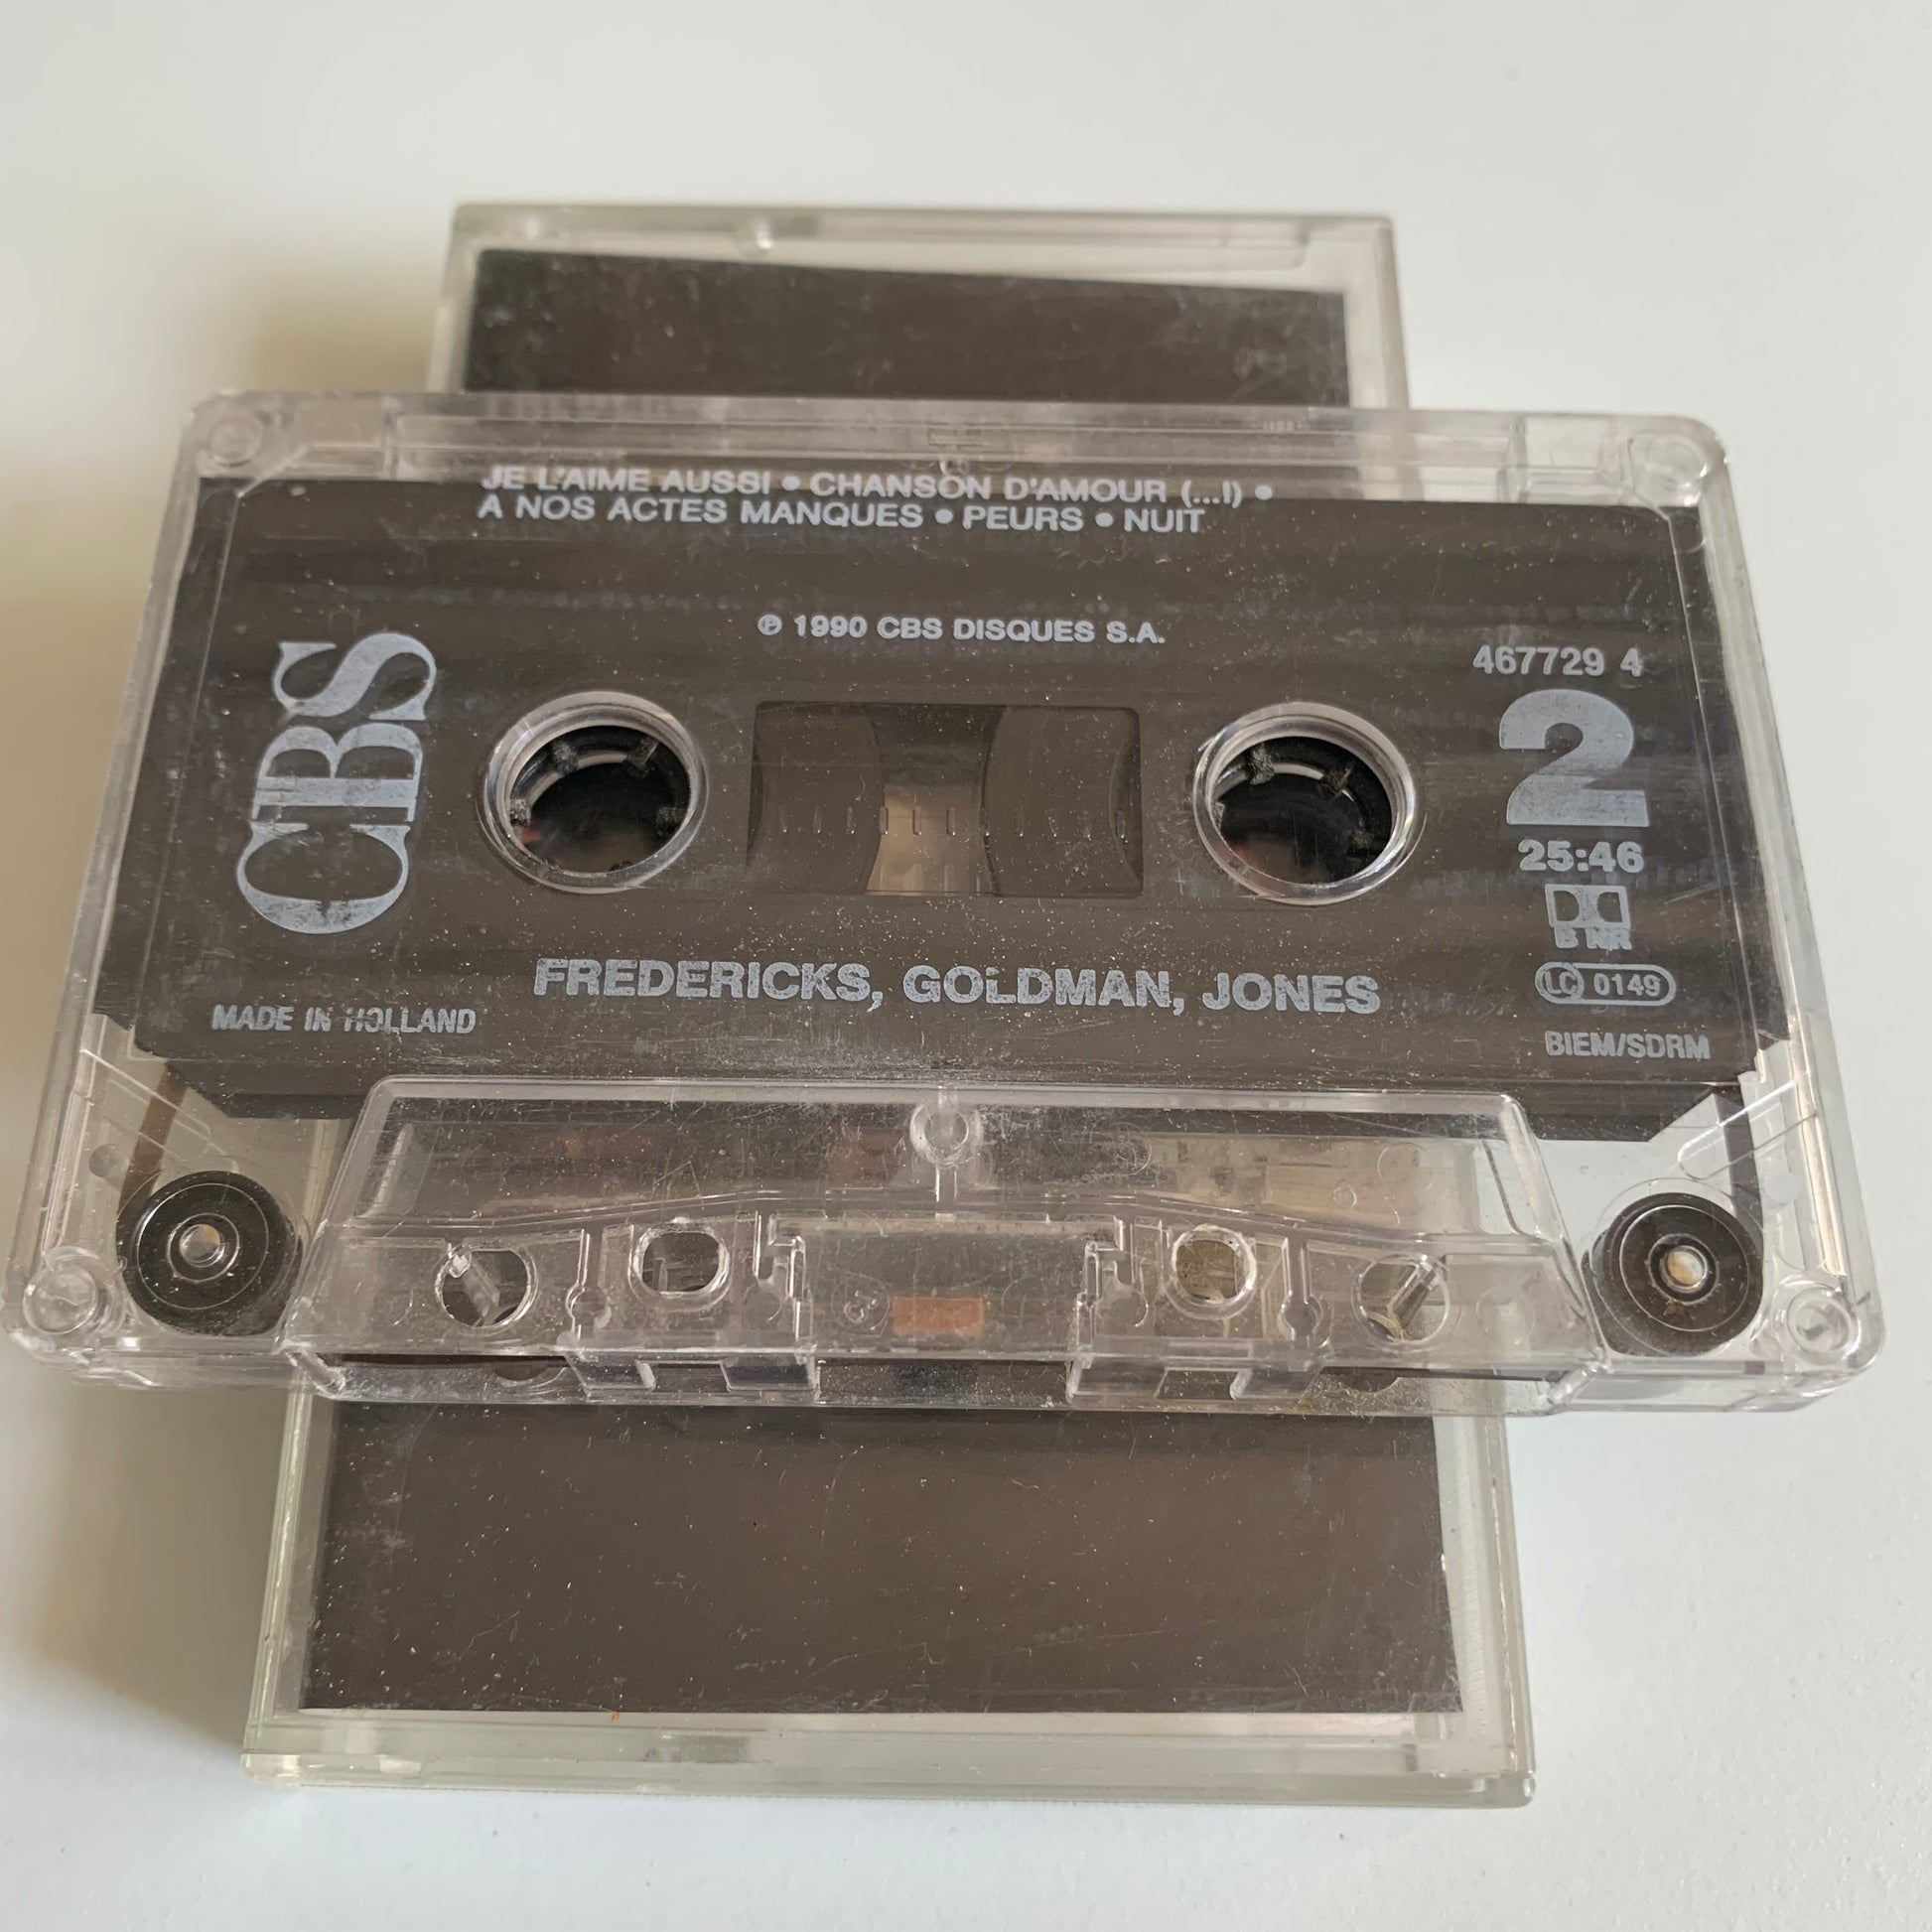 JE L'AIME AUSSI • CHANSON D'AMOUR (...!) •
A NOS ACTES MANQUES • PEURS • NUIT
℗ 1990 CBS DISQUES S.A.
CBS
467729 4
2
25:46
B NR
LC 0149
FREDERICKS, GOLDMAN, JONES
MADE IN HOLLAND
BIEM/SDRM